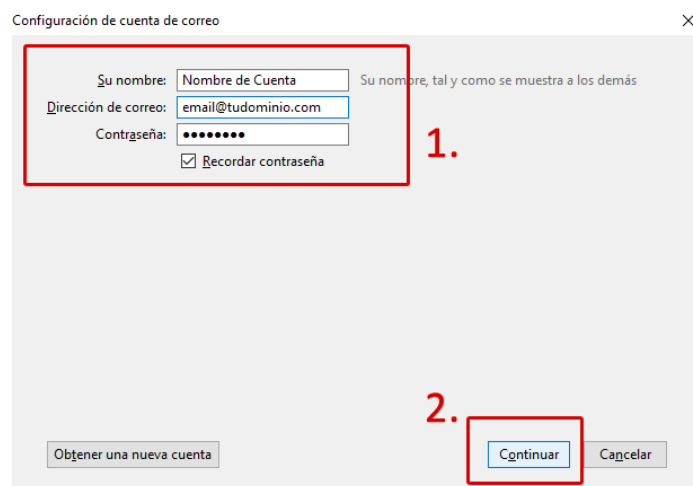 Configuración de cuenta de correo
Su nombre: Nombre de Cuenta Su nombre, tal y como se muestra a los demás
Dirección de correo: email@tudominio.com
Contraseña: ●●●●●●●●
Recordar contraseña
1.
2.
Obtener una nueva cuenta Continuar Cancelar